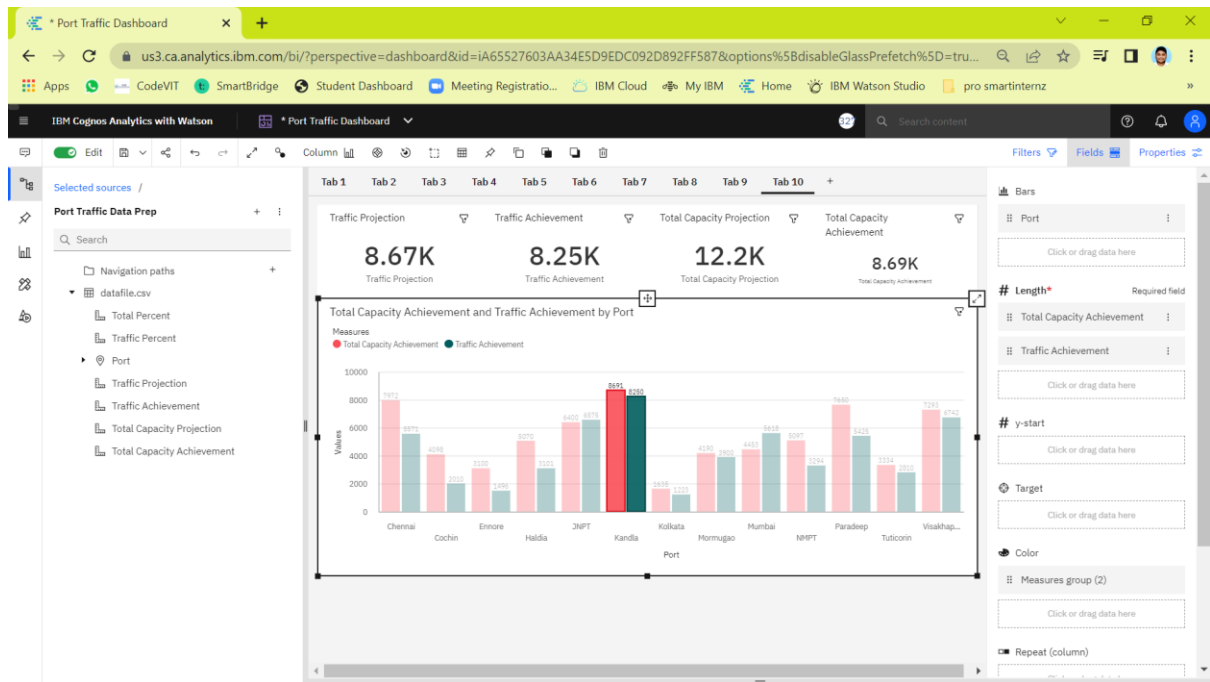 * Port Traffic Dashboard
us3.ca.analytics.ibm.com/bi/?perspective=dashboard&id=iA65527603AA34E5D9EDC092D892FF587&options%5BdisableGlassPrefetch%5D=tru...
Apps CodeVIT SmartBridge Student Dashboard Meeting Registratio... IBM Cloud My IBM Home IBM Watson Studio pro smartinternz »
IBM Cognos Analytics with Watson * Port Traffic Dashboard Search content
Edit Column Filters Fields Properties
Selected sources /
Port Traffic Data Prep
Search
Navigation paths
datafile.csv
Total Percent
Traffic Percent
Port
Traffic Projection
Traffic Achievement
Total Capacity Projection
Total Capacity Achievement
Tab 1 Tab 2 Tab 3 Tab 4 Tab 5 Tab 6 Tab 7 Tab 8 Tab 9 Tab 10 +
Traffic Projection
8.67K
Traffic Projection
Traffic Achievement
8.25K
Traffic Achievement
Total Capacity Projection
12.2K
Total Capacity Projection
Total Capacity
Achievement
8.69K
Total Capacity Achievement
Total Capacity Achievement and Traffic Achievement by Port
Measures
Total Capacity Achievement Traffic Achievement
Values
10000
8000
6000
4000
2000
0
8691 8250
Chennai Ennore JNPT Kolkata Mumbai Paradeep Visakhap...
Cochin Haldia Kandla Mormugao NMPT Tuticorin
Port
Bars
Port
Click or drag data here
# Length* Required field
Total Capacity Achievement
Traffic Achievement
Click or drag data here
# y-start
Click or drag data here
Target
Click or drag data here
Color
Measures group (2)
Click or drag data here
Repeat (column)